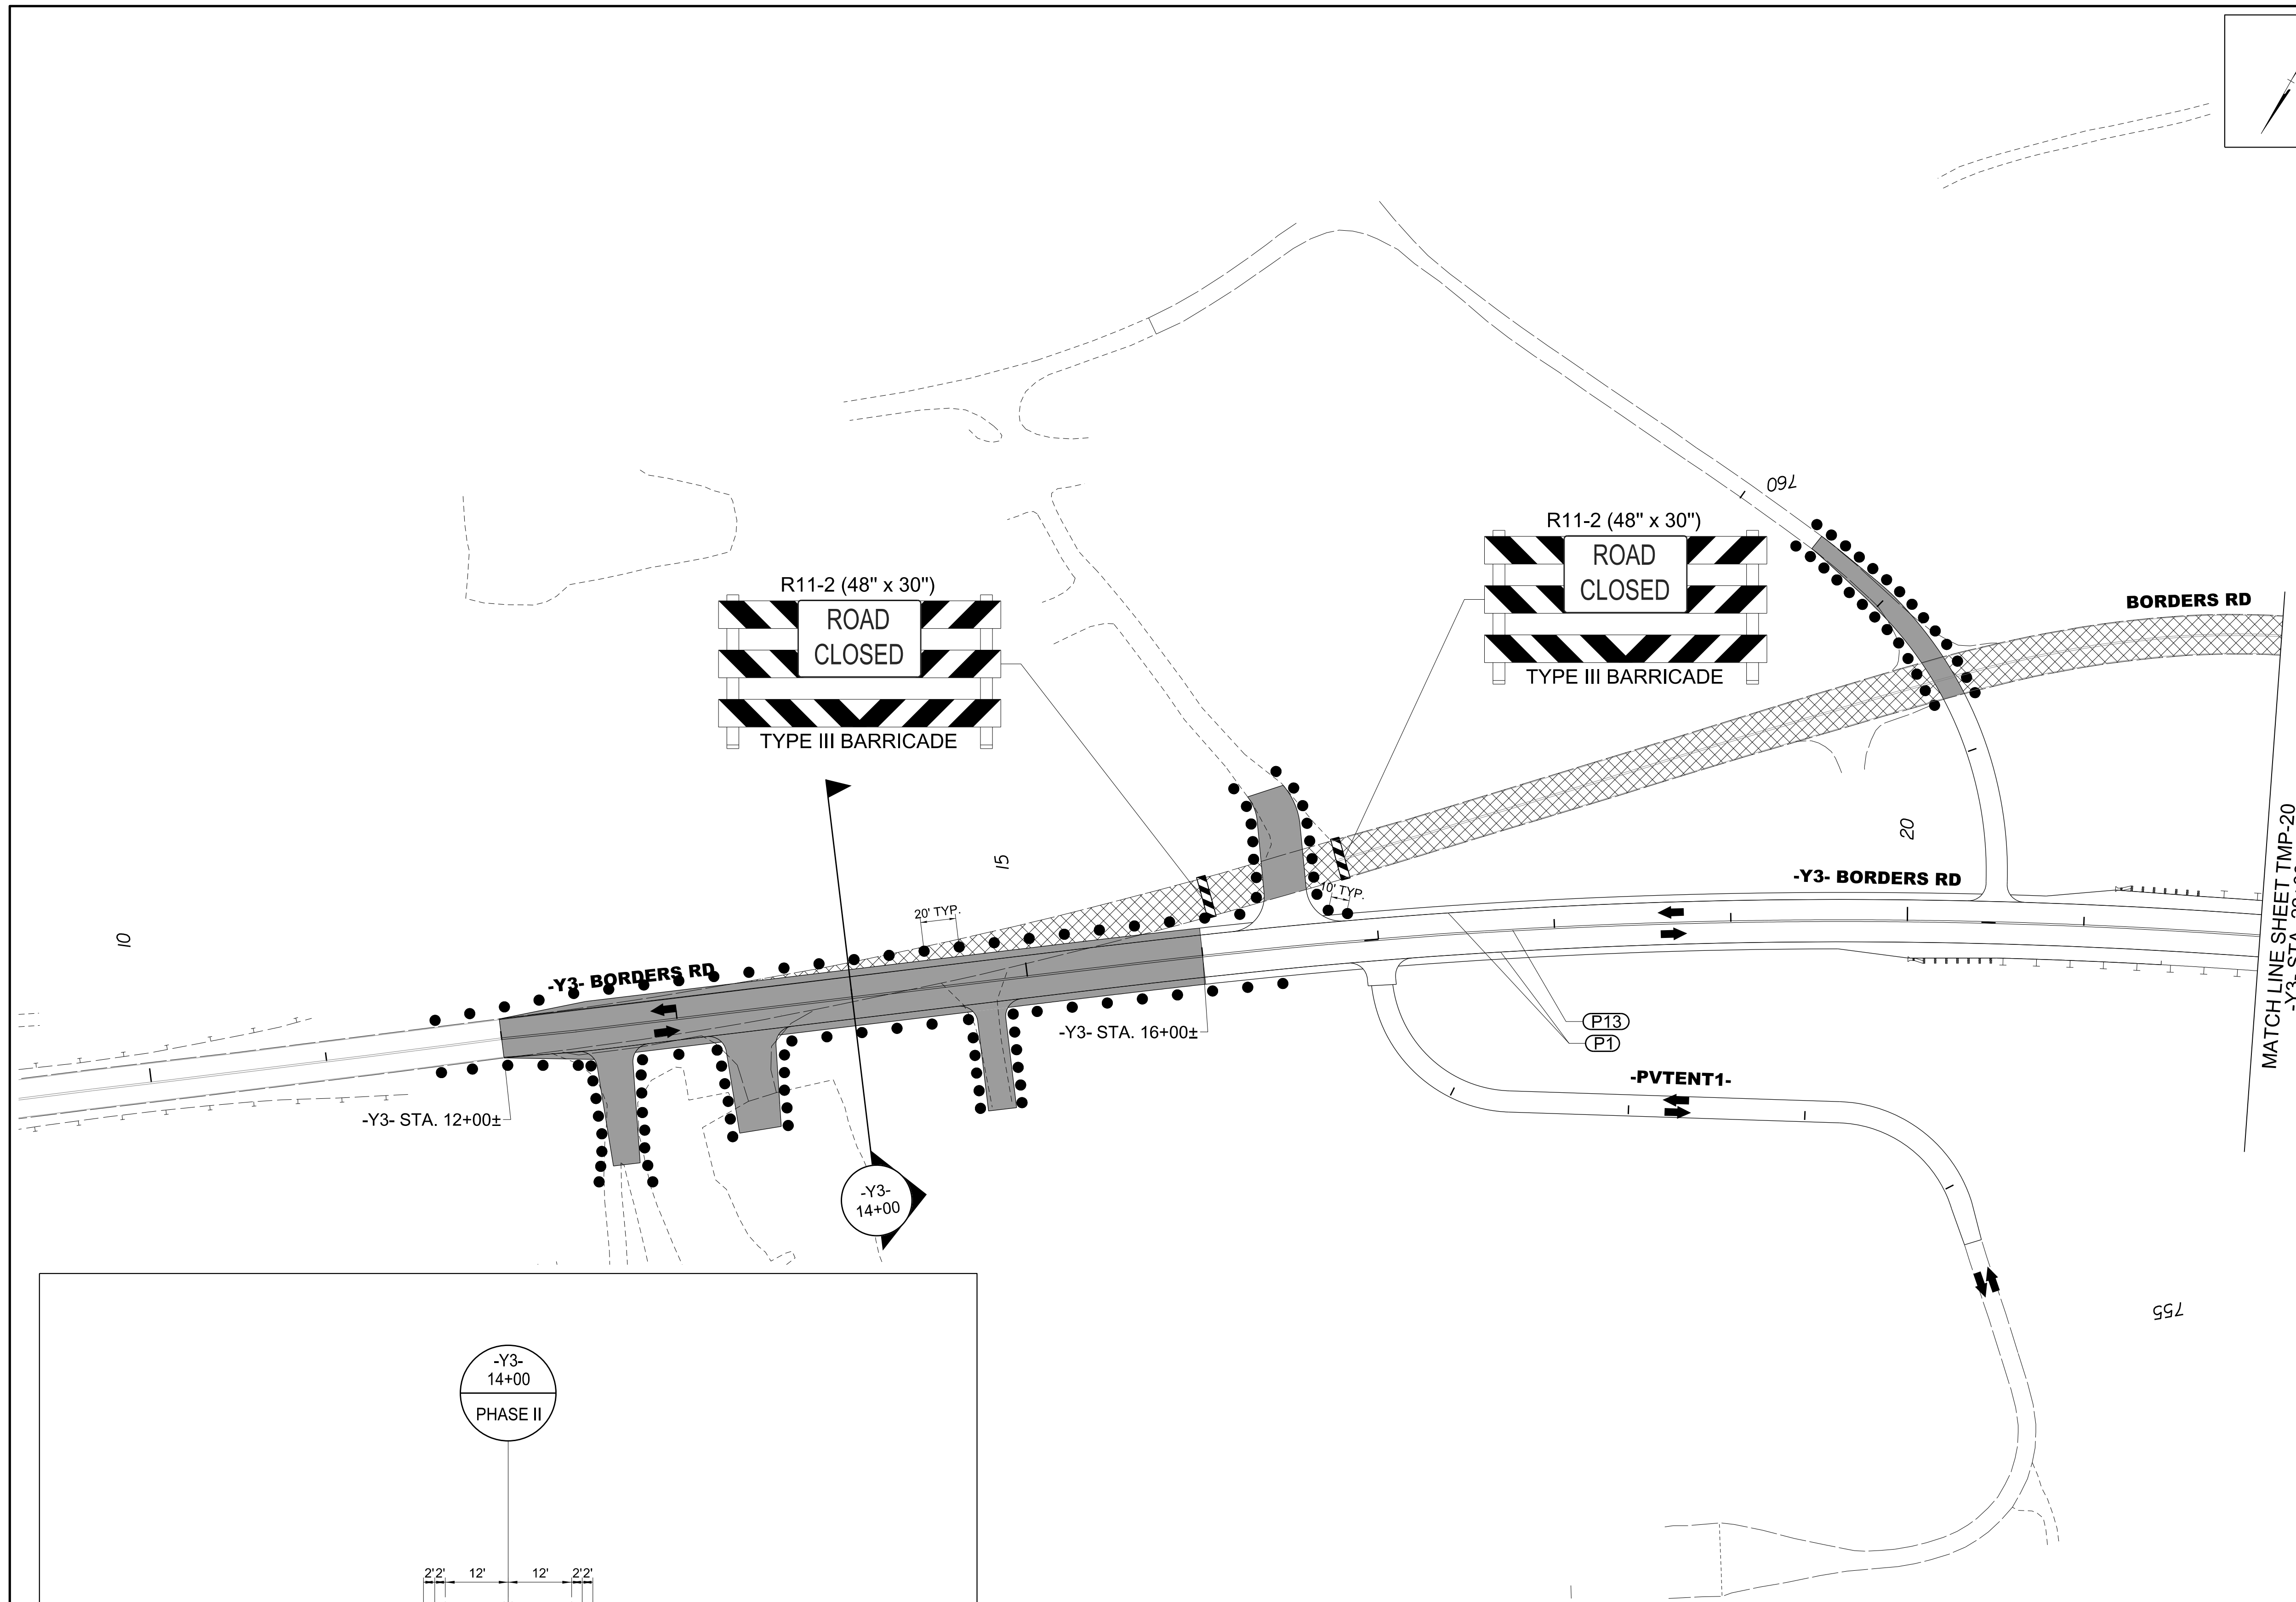 760
R11-2 (48" x 30")
ROAD
CLOSED
TYPE III BARRICADE
R11-2 (48" x 30")
ROAD
CLOSED
TYPE III BARRICADE
BORDERS RD
10
15
20
20' TYP.
10' TYP.
-Y3- BORDERS RD
-Y3- BORDERS RD
MATCH LINE SHEET TMP-20
-Y3- STA.
-Y3- STA. 12+00±
-Y3- STA. 16+00±
P13
P1
-PVTENT1-
-Y3-
14+00
755
-Y3-
14+00
PHASE II
2' 2' 12' 12' 2' 2'